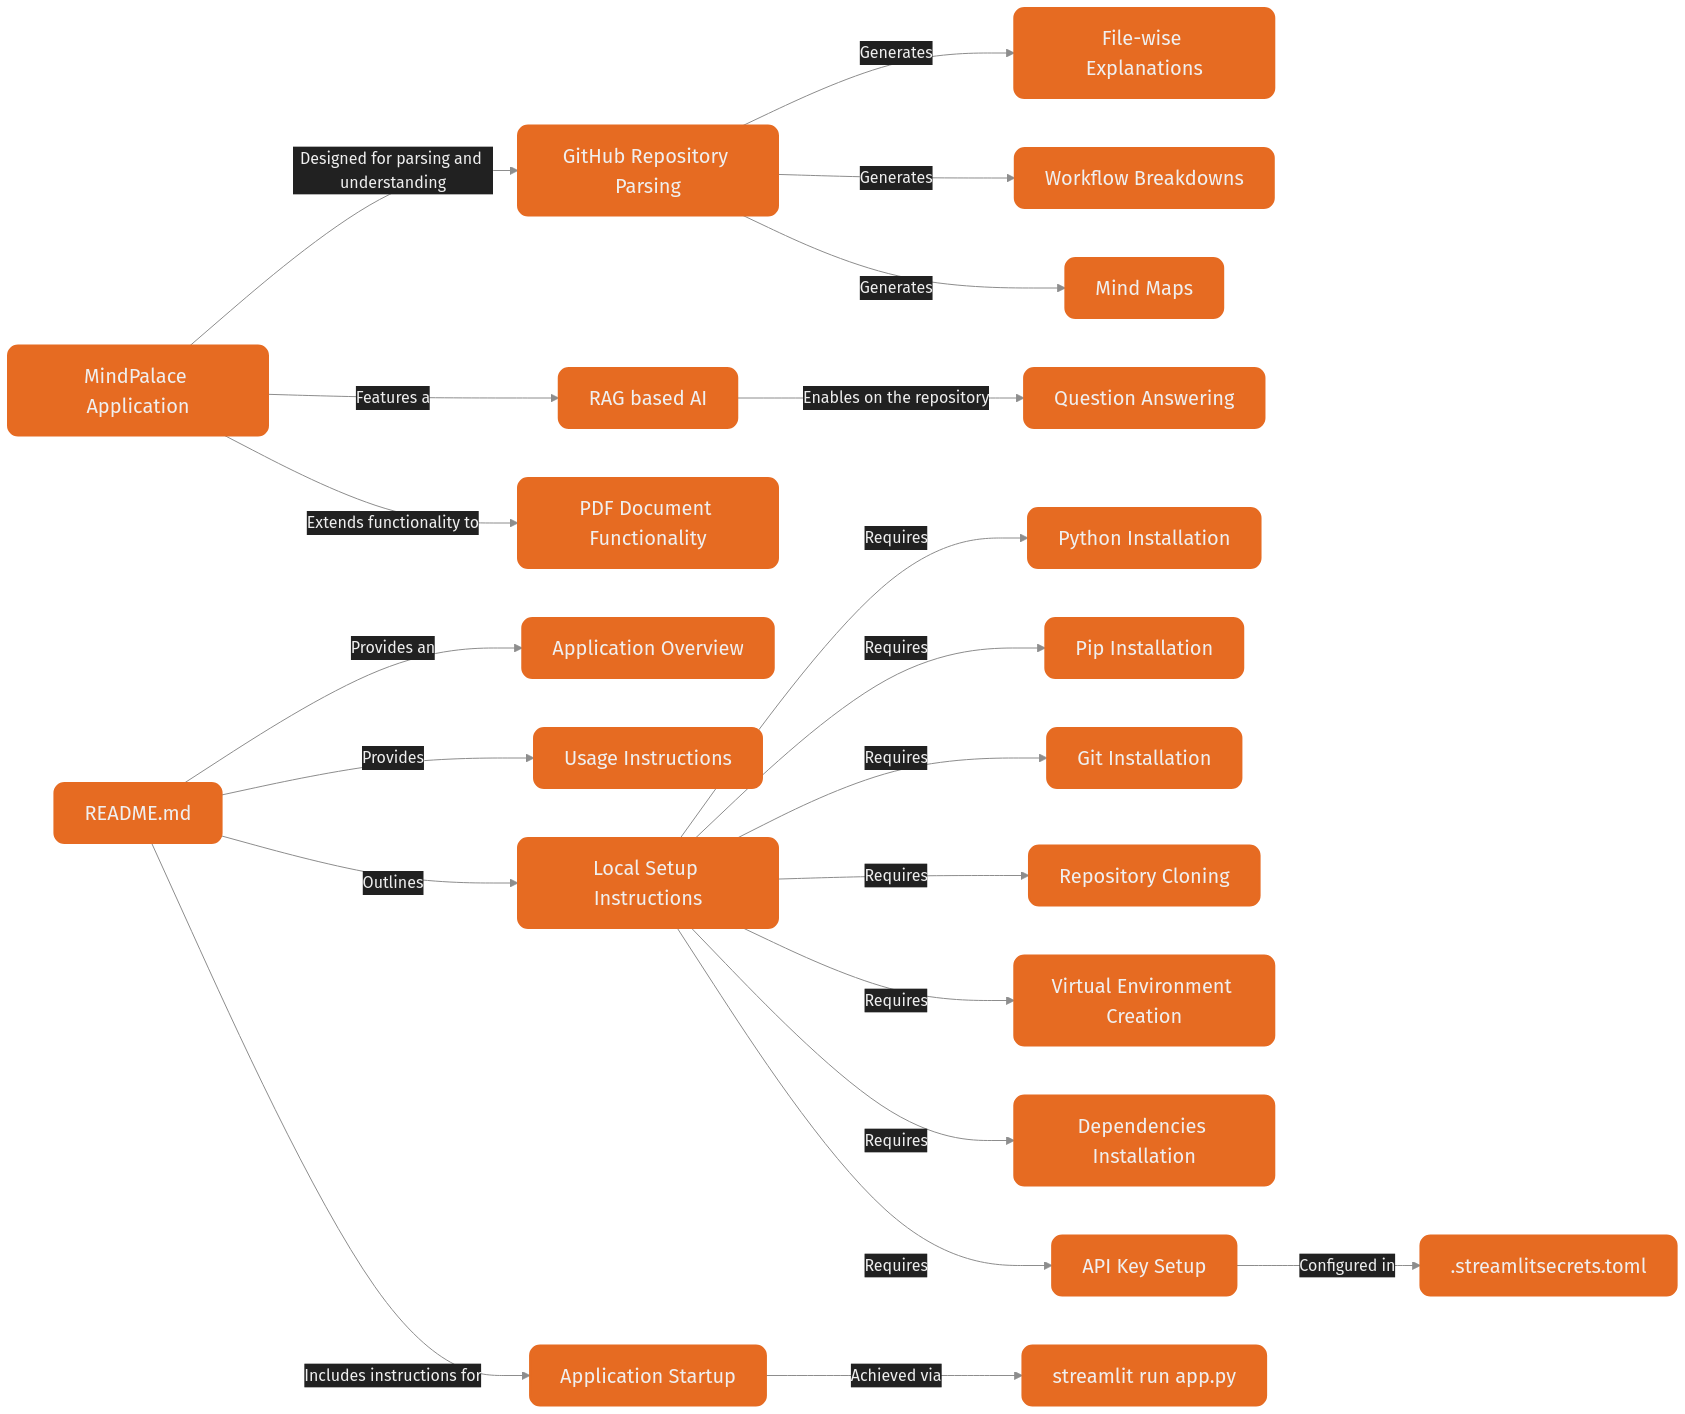 Generates
File-wise
Explanations
Designed for parsing and
understanding
GitHub Repository
Parsing
Generates
Workflow Breakdowns
Generates
Mind Maps
MindPalace
Application
Features a
RAG based AI
Enables on the repository
Question Answering
Extends functionality to
PDF Document
Functionality
Requires
Python Installation
Provides an
Application Overview
Requires
Pip Installation
Provides
Usage Instructions
Requires
Git Installation
README.md
Outlines
Local Setup
Instructions
Requires
Repository Cloning
Requires
Virtual Environment
Creation
Requires
Dependencies
Installation
Requires
API Key Setup
Configured in
.streamlitsecrets.toml
Includes instructions for
Application Startup
Achieved via
streamlit run app.py